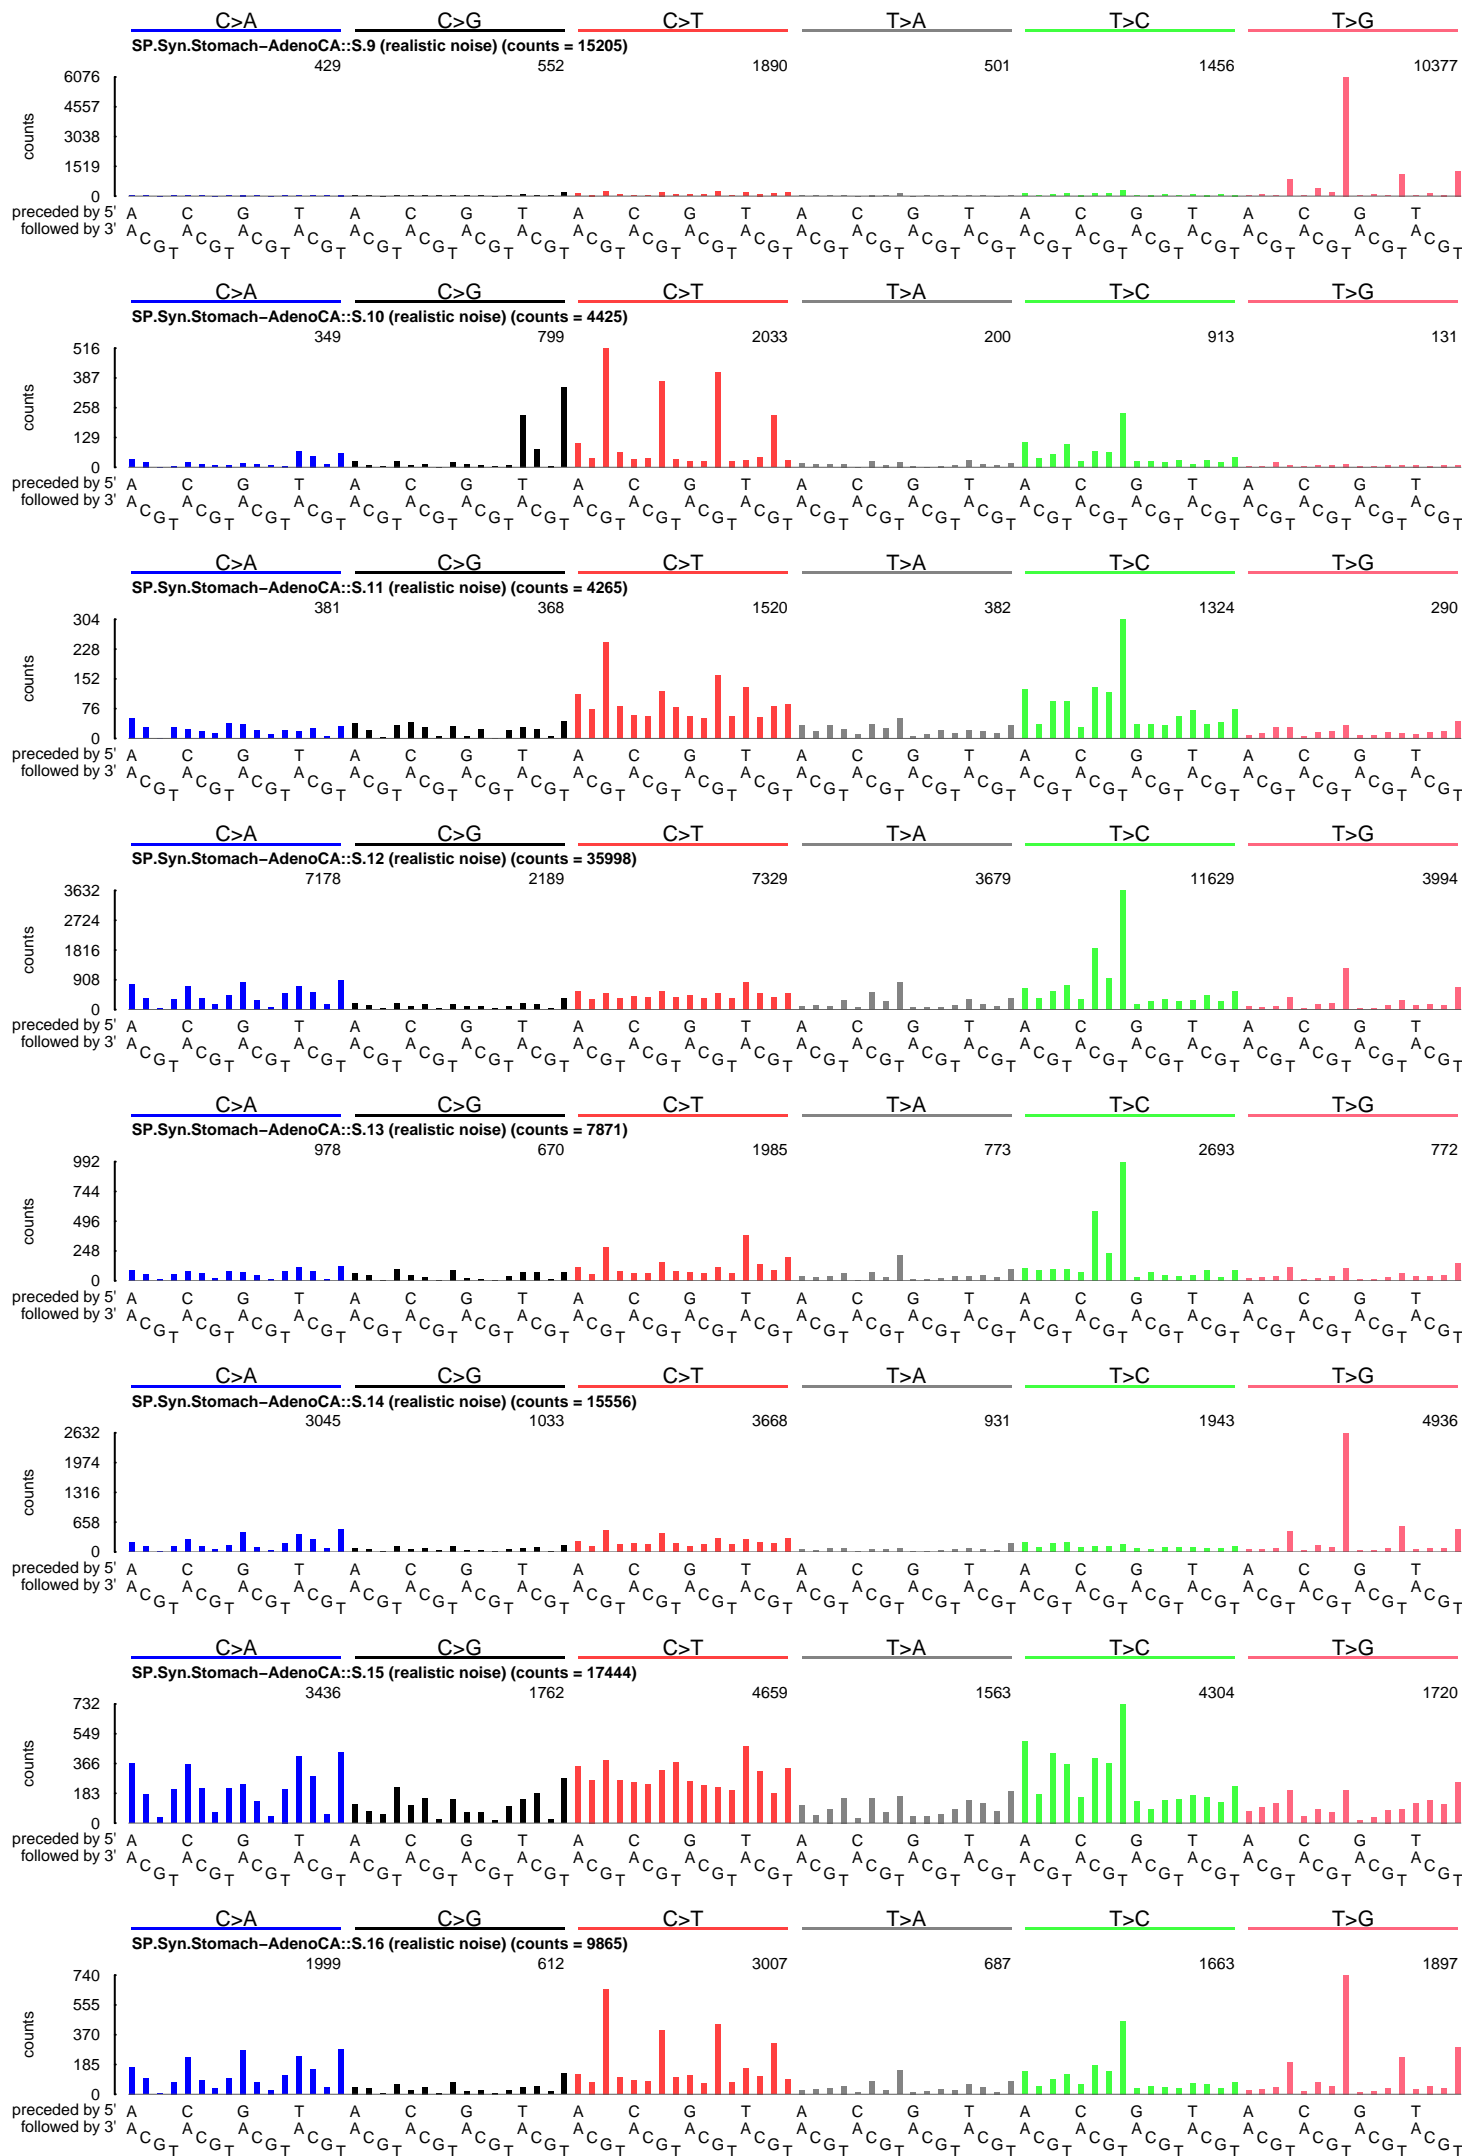 C>A C>G C>T T>A T>C T>G
SP.Syn.Stomach−AdenoCA::S.9 (realistic noise) (counts = 15205)
429 552 1890 501 1456 10377
6076
4557
3038
1519
0
counts
preceded by 5' A C G T A C G T A C G T A C G T A C G T A C G T
followed by 3' A C G T A C G T A C G T A C G T A C G T A C G T A C G T A C G T A C G T A C G T A C G T A C G T A C G T A C G T A C G T A C G T A C G T A C G T A C G T A C G T A C G T A C G T A C G T A C G T
C>A C>G C>T T>A T>C T>G
SP.Syn.Stomach−AdenoCA::S.10 (realistic noise) (counts = 4425)
349 799 2033 200 913 131
516
387
258
129
0
counts
preceded by 5' A C G T A C G T A C G T A C G T A C G T A C G T
followed by 3' A C G T A C G T A C G T A C G T A C G T A C G T A C G T A C G T A C G T A C G T A C G T A C G T A C G T A C G T A C G T A C G T A C G T A C G T A C G T A C G T A C G T A C G T A C G T A C G T
C>A C>G C>T T>A T>C T>G
SP.Syn.Stomach−AdenoCA::S.11 (realistic noise) (counts = 4265)
381 368 1520 382 1324 290
304
228
152
76
0
counts
preceded by 5' A C G T A C G T A C G T A C G T A C G T A C G T
followed by 3' A C G T A C G T A C G T A C G T A C G T A C G T A C G T A C G T A C G T A C G T A C G T A C G T A C G T A C G T A C G T A C G T A C G T A C G T A C G T A C G T A C G T A C G T A C G T A C G T
C>A C>G C>T T>A T>C T>G
SP.Syn.Stomach−AdenoCA::S.12 (realistic noise) (counts = 35998)
7178 2189 7329 3679 11629 3994
3632
2724
1816
908
0
counts
preceded by 5' A C G T A C G T A C G T A C G T A C G T A C G T
followed by 3' A C G T A C G T A C G T A C G T A C G T A C G T A C G T A C G T A C G T A C G T A C G T A C G T A C G T A C G T A C G T A C G T A C G T A C G T A C G T A C G T A C G T A C G T A C G T A C G T
C>A C>G C>T T>A T>C T>G
SP.Syn.Stomach−AdenoCA::S.13 (realistic noise) (counts = 7871)
978 670 1985 773 2693 772
992
744
496
248
0
counts
preceded by 5' A C G T A C G T A C G T A C G T A C G T A C G T
followed by 3' A C G T A C G T A C G T A C G T A C G T A C G T A C G T A C G T A C G T A C G T A C G T A C G T A C G T A C G T A C G T A C G T A C G T A C G T A C G T A C G T A C G T A C G T A C G T A C G T
C>A C>G C>T T>A T>C T>G
SP.Syn.Stomach−AdenoCA::S.14 (realistic noise) (counts = 15556)
3045 1033 3668 931 1943 4936
2632
1974
1316
658
0
counts
preceded by 5' A C G T A C G T A C G T A C G T A C G T A C G T
followed by 3' A C G T A C G T A C G T A C G T A C G T A C G T A C G T A C G T A C G T A C G T A C G T A C G T A C G T A C G T A C G T A C G T A C G T A C G T A C G T A C G T A C G T A C G T A C G T A C G T
C>A C>G C>T T>A T>C T>G
SP.Syn.Stomach−AdenoCA::S.15 (realistic noise) (counts = 17444)
3436 1762 4659 1563 4304 1720
732
549
366
183
0
counts
preceded by 5' A C G T A C G T A C G T A C G T A C G T A C G T
followed by 3' A C G T A C G T A C G T A C G T A C G T A C G T A C G T A C G T A C G T A C G T A C G T A C G T A C G T A C G T A C G T A C G T A C G T A C G T A C G T A C G T A C G T A C G T A C G T A C G T
C>A C>G C>T T>A T>C T>G
SP.Syn.Stomach−AdenoCA::S.16 (realistic noise) (counts = 9865)
1999 612 3007 687 1663 1897
740
555
370
185
0
counts
preceded by 5' A C G T A C G T A C G T A C G T A C G T A C G T
followed by 3' A C G T A C G T A C G T A C G T A C G T A C G T A C G T A C G T A C G T A C G T A C G T A C G T A C G T A C G T A C G T A C G T A C G T A C G T A C G T A C G T A C G T A C G T A C G T A C G T